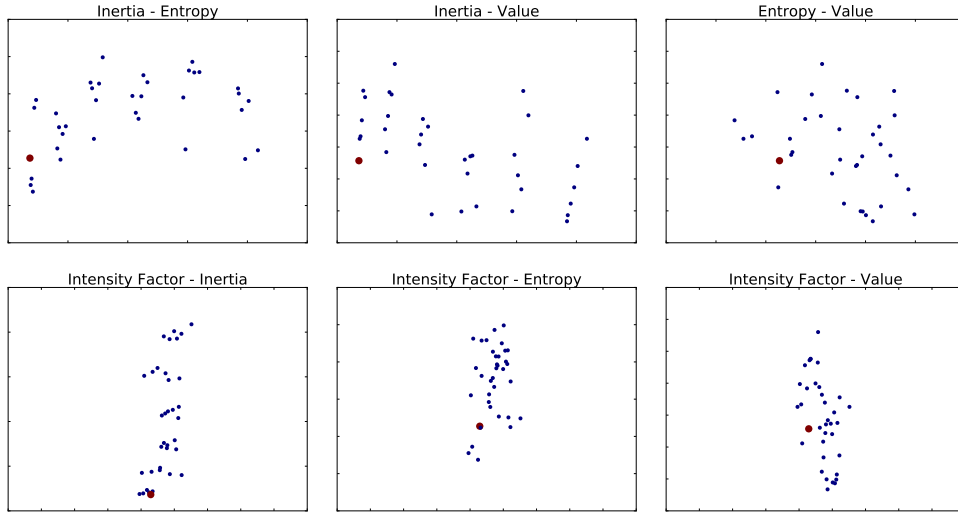 Inertia - Entropy
Inertia - Value
Entropy - Value
Intensity Factor - Inertia
Intensity Factor - Entropy
Intensity Factor - Value